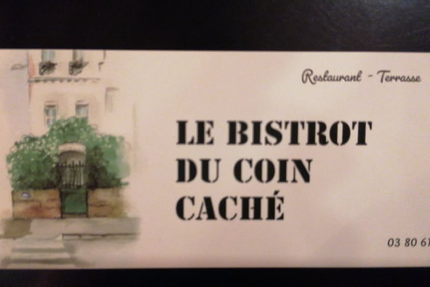 Restaurant - Terrasse
LE BISTROT
DU COIN
CACHÉ
03 80 61